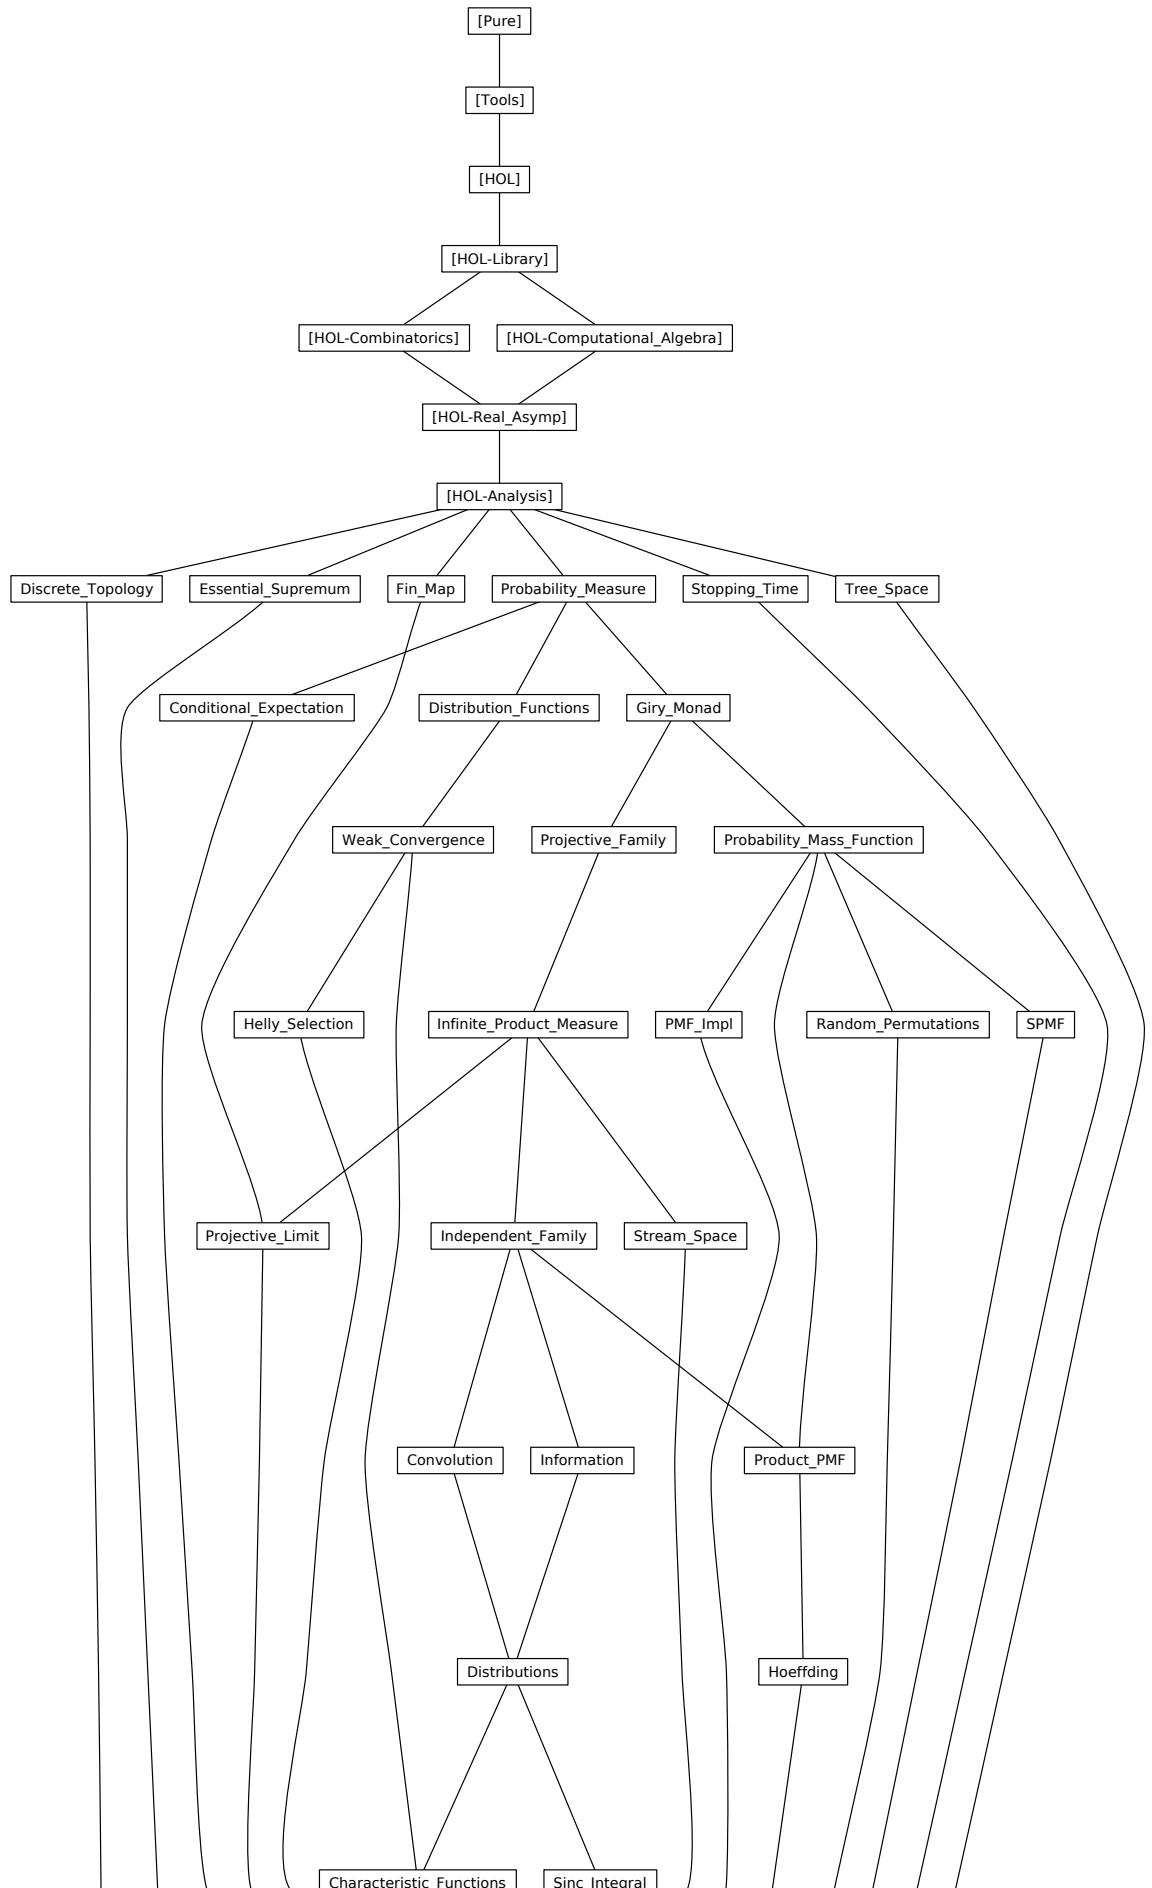 [Pure]
[Tools]
[HOL]
[HOL-Library]
[HOL-Combinatorics]
[HOL-Computational_Algebra]
[HOL-Real_Asymp]
[HOL-Analysis]
Discrete_Topology
Essential_Supremum
Fin_Map
Probability_Measure
Stopping_Time
Tree_Space
Conditional_Expectation
Distribution_Functions
Giry_Monad
Weak_Convergence
Projective_Family
Probability_Mass_Function
Helly_Selection
Infinite_Product_Measure
PMF_Impl
Random_Permutations
SPMF
Projective_Limit
Independent_Family
Stream_Space
Convolution
Information
Product_PMF
Distributions
Hoeffding
Characteristic_Functions
Sinc_Integral